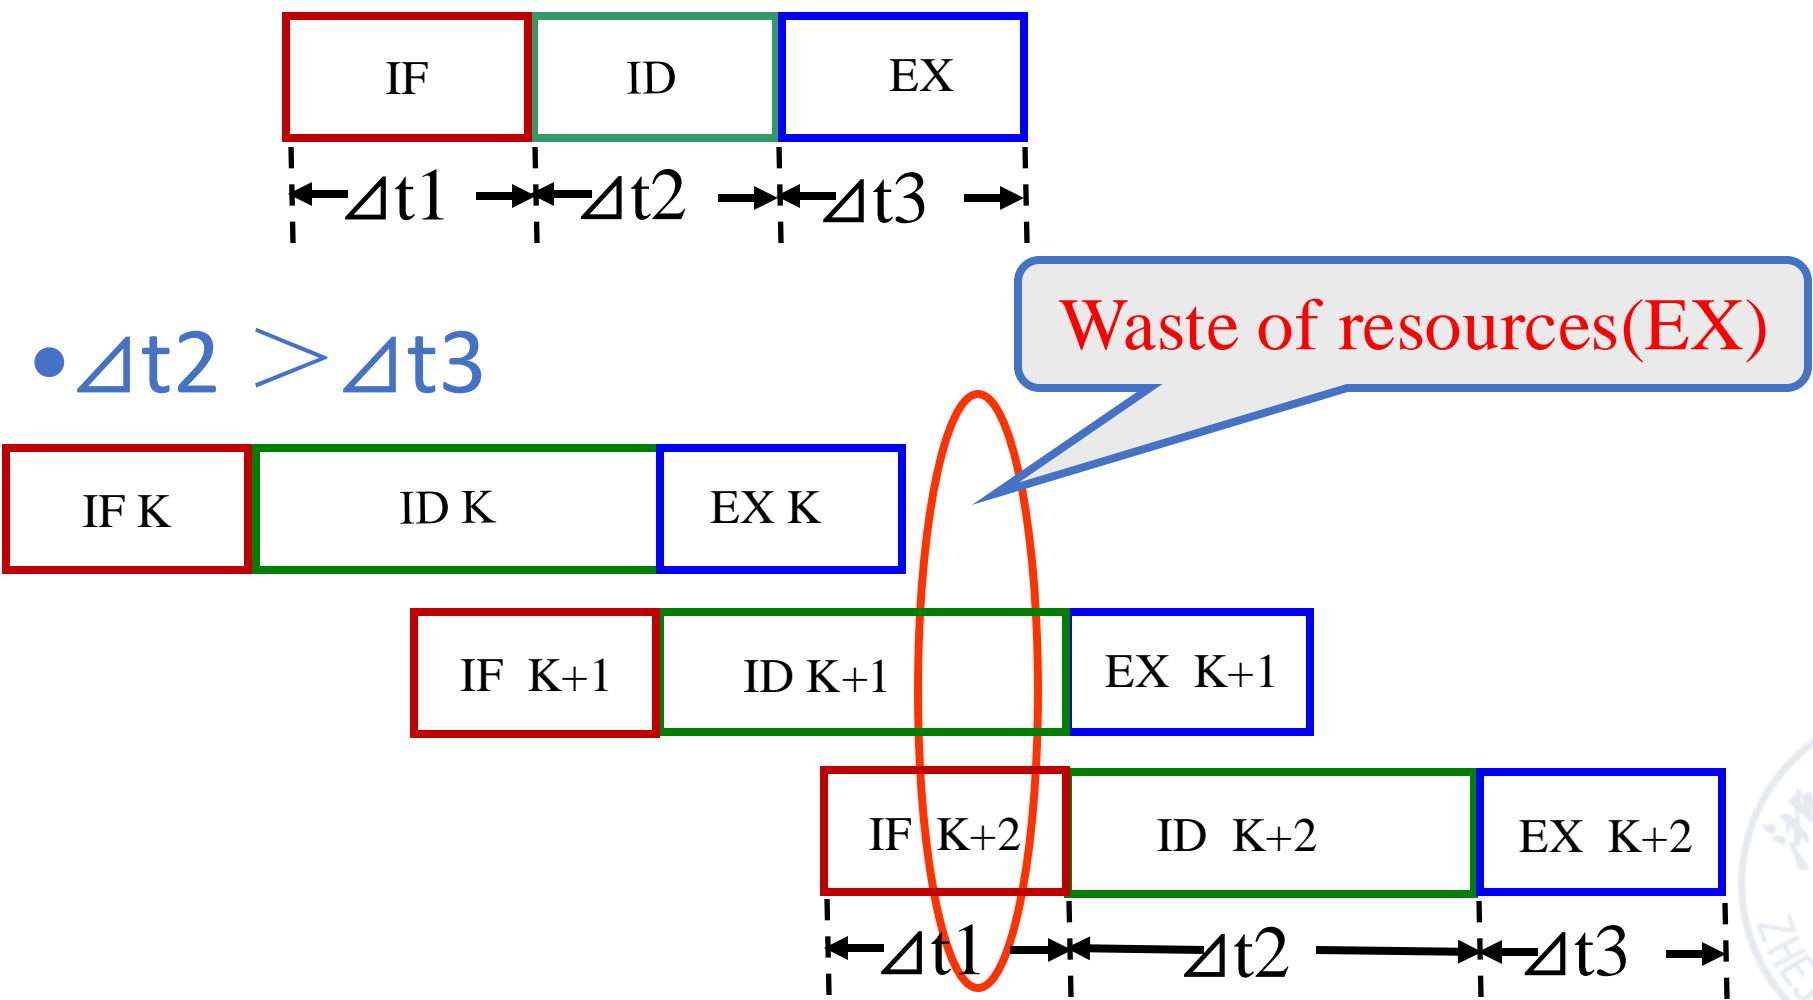 IF ID EX
⊿t1 ⊿t2 ⊿t3
Waste of resources(EX)
•⊿t2 ＞⊿t3
IF K ID K EX K
IF K+1 ID K+1 EX K+1
IF K+2 ID K+2 EX K+2
⊿t1 ⊿t2 ⊿t3